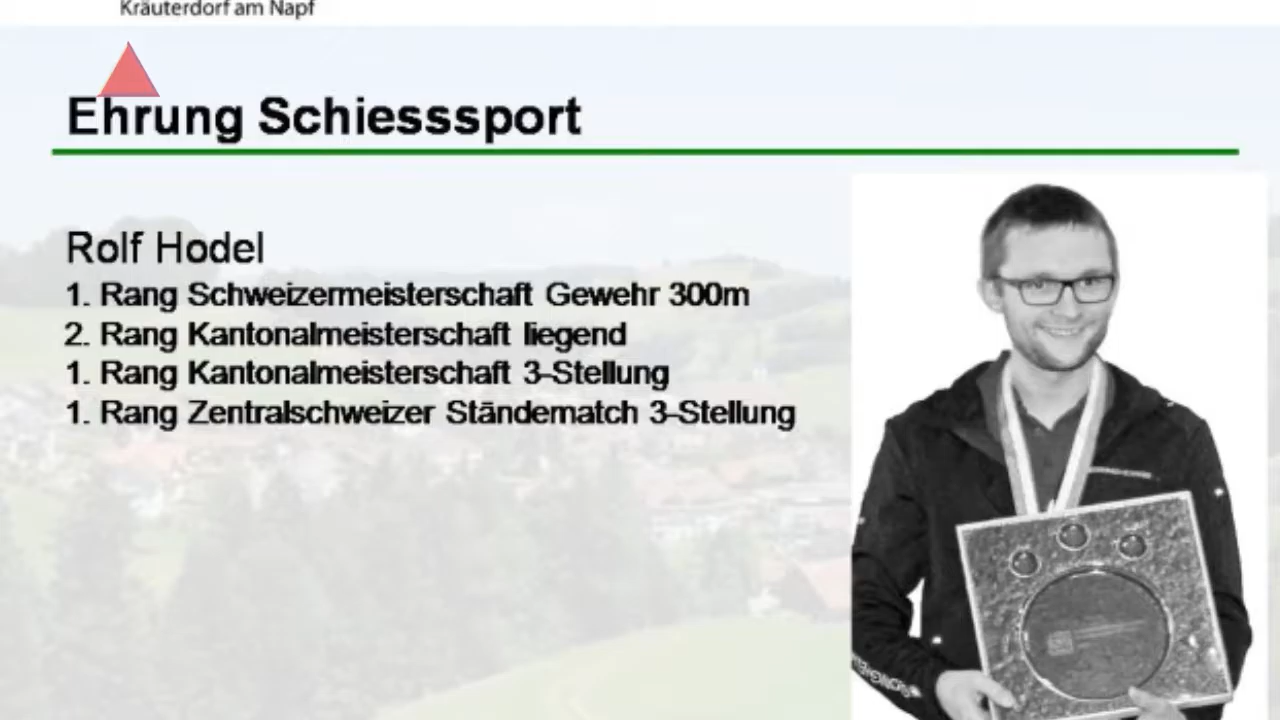 Kräuterdorf am Napf
Ehrung Schiesssport
Rolf Hodel
1. Rang Schweizermeisterschaft Gewehr 300m
2. Rang Kantonalmeisterschaft liegend
1. Rang Kantonalmeisterschaft 3-Stellung
1. Rang Zentralschweizer Ständematch 3-Stellung